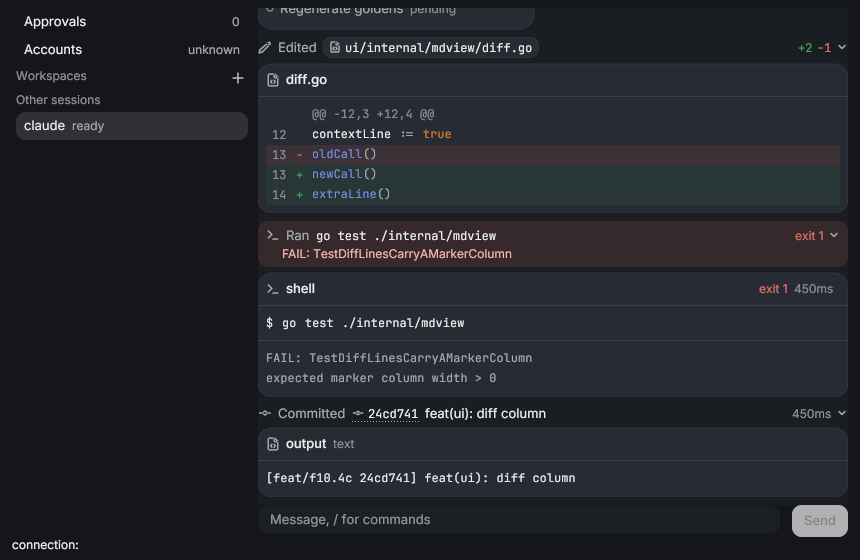 Approvals 0
Accounts unknown
Workspaces +
Other sessions
claude ready
Regenerate goldens pending
Edited ui/internal/mdview/diff.go +2 -1
diff.go
@@ -12,3 +12,4 @@
12 contextLine := true
13 - oldCall()
13 + newCall()
14 + extraLine()
Ran go test ./internal/mdview exit 1
FAIL: TestDiffLinesCarryAMarkerColumn
shell exit 1 450ms
$ go test ./internal/mdview
FAIL: TestDiffLinesCarryAMarkerColumn
expected marker column width > 0
Committed 24cd741 feat(ui): diff column 450ms
output text
[feat/f10.4c 24cd741] feat(ui): diff column
Message, / for commands
Send
connection: